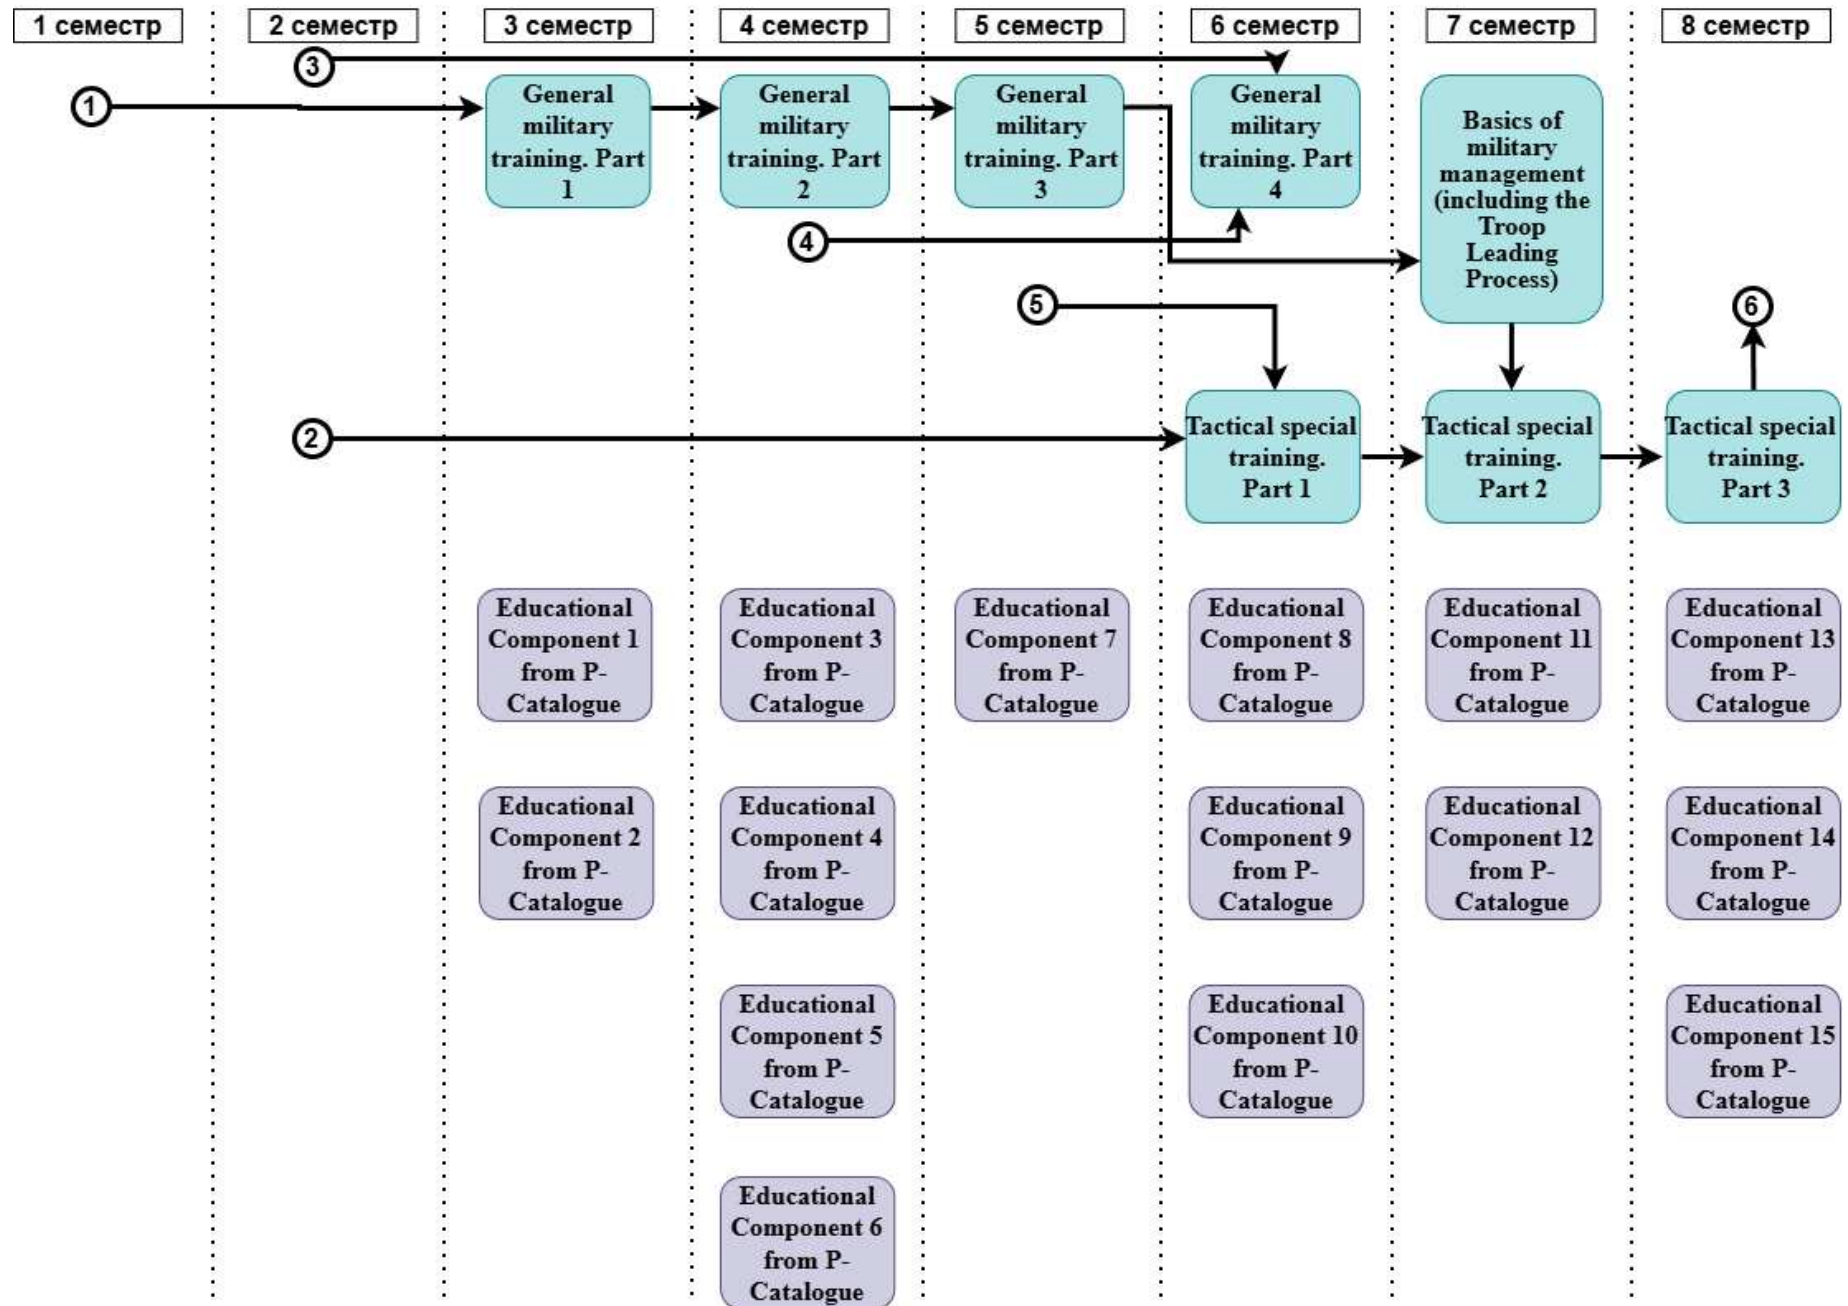 1 семестр
2 семестр
3 семестр
4 семестр
5 семестр
6 семестр
7 семестр
8 семестр
3
1
General
military
training. Part
1
General
military
training. Part
2
General
military
training. Part
3
General
military
training. Part
4
Basics of
military
management
(including the
Troop
Leading
Process)
4
5
6
2
Tactical special
training.
Part 1
Tactical special
training.
Part 2
Tactical special
training.
Part 3
Educational
Component 1
from P-
Catalogue
Educational
Component 3
from P-
Catalogue
Educational
Component 7
from P-
Catalogue
Educational
Component 8
from P-
Catalogue
Educational
Component 11
from P-
Catalogue
Educational
Component 13
from P-
Catalogue
Educational
Component 2
from P-
Catalogue
Educational
Component 4
from P-
Catalogue
Educational
Component 9
from P-
Catalogue
Educational
Component 12
from P-
Catalogue
Educational
Component 14
from P-
Catalogue
Educational
Component 5
from P-
Catalogue
Educational
Component 10
from P-
Catalogue
Educational
Component 15
from P-
Catalogue
Educational
Component 6
from P-
Catalogue